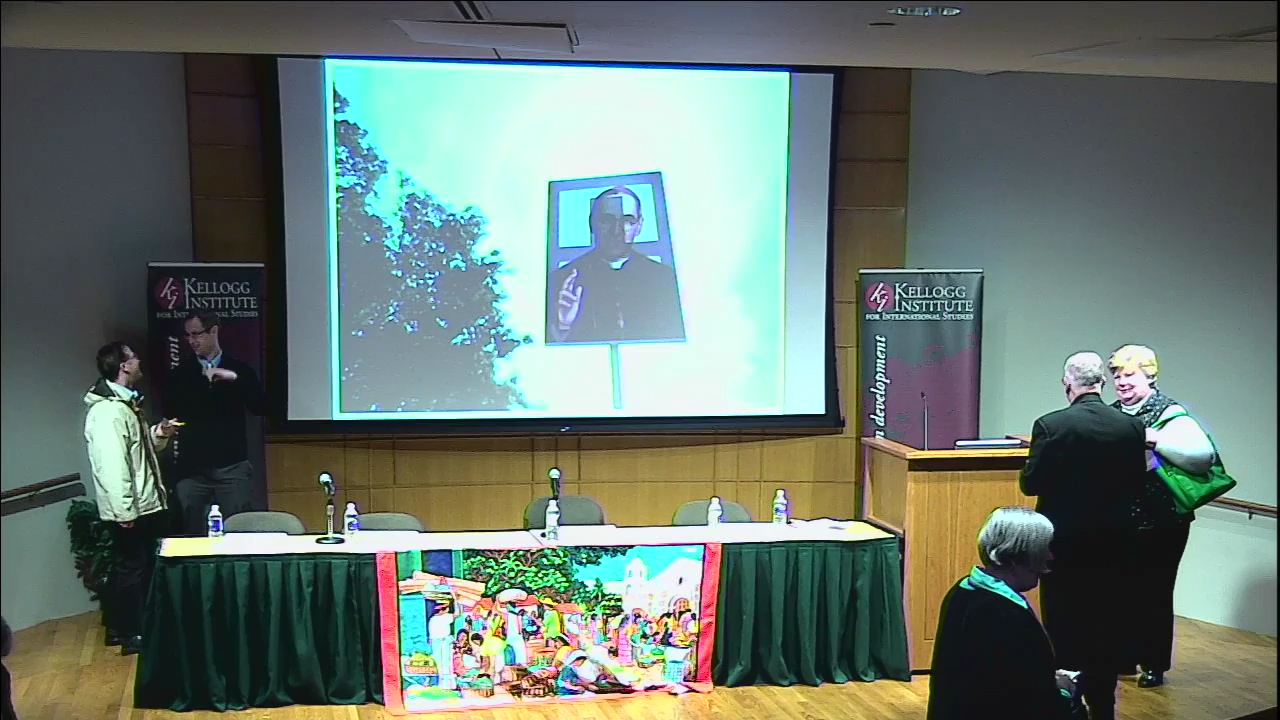 KELLOGG
INSTITUTE
FOR INTERNATIONAL STUDIES
KELLOGG
INSTITUTE
FOR INTERNATIONAL STUDIES
development